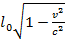 l₀√(1 − v²/c²)